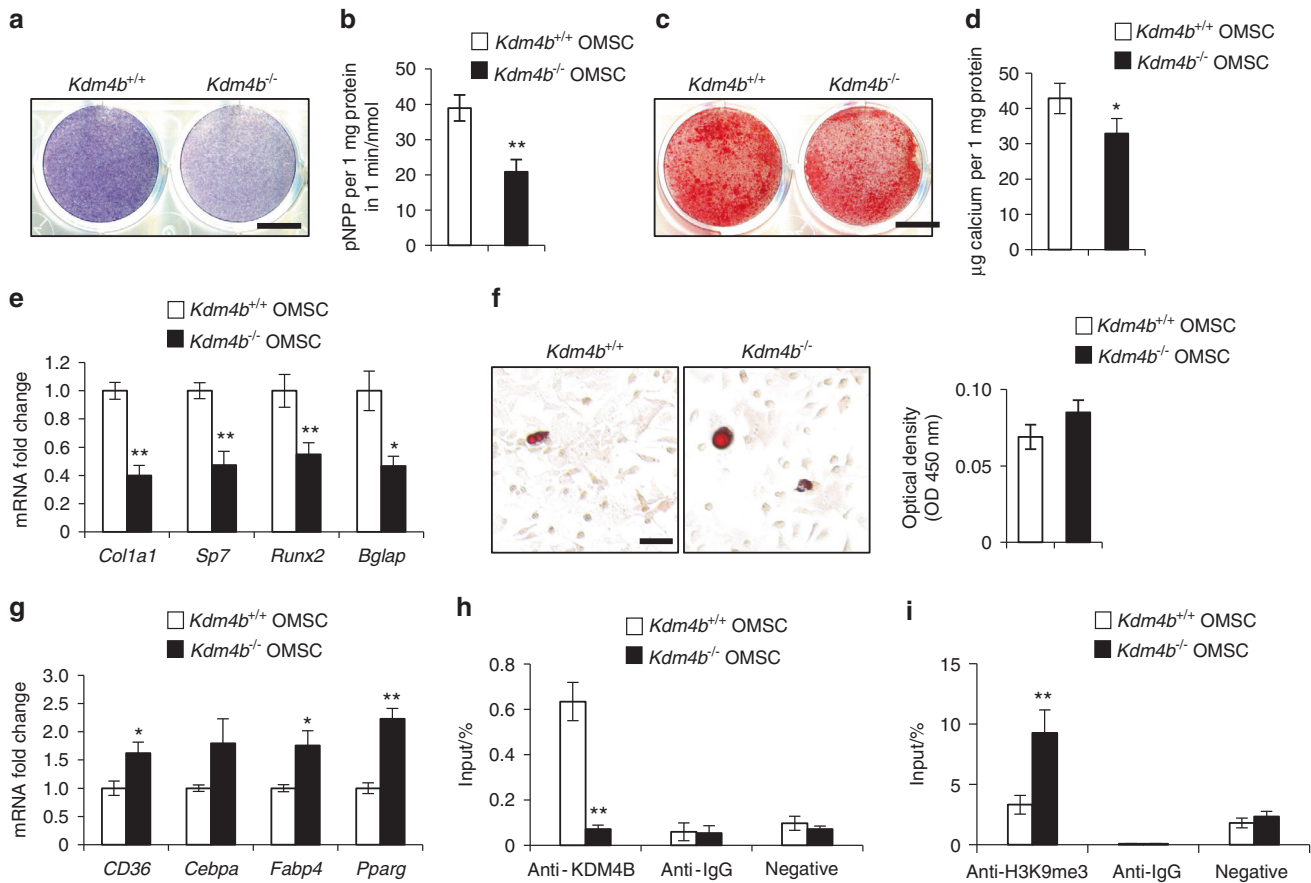 a
Kdm4b+/+ Kdm4b-/-
b
Kdm4b+/+ OMSC
Kdm4b-/- OMSC
pNPP per 1 mg protein
in 1 min/nmol
50
40
30
20
10
0
**
c
Kdm4b+/+ Kdm4b-/-
d
Kdm4b+/+ OMSC
Kdm4b-/- OMSC
µg calcium per 1 mg protein
50
40
30
20
10
0
*
e
Kdm4b+/+ OMSC
Kdm4b-/- OMSC
mRNA fold change
1.2
1.0
0.8
0.6
0.4
0.2
0
** ** ** *
Col1a1 Sp7 Runx2 Bglap
f
Kdm4b+/+ Kdm4b-/-
Kdm4b+/+ OMSC
Kdm4b-/- OMSC
Optical density
(OD 450 nm)
0.10
0.05
0
g
Kdm4b+/+ OMSC
Kdm4b-/- OMSC
mRNA fold change
3.0
2.5
2.0
1.5
1.0
0.5
0.0
* * **
CD36 Cebpa Fabp4 Pparg
h
Kdm4b+/+ OMSC
Kdm4b-/- OMSC
Input/%
0.8
0.6
0.4
0.2
0
**
Anti-KDM4B Anti-IgG Negative
i
Kdm4b+/+ OMSC
Kdm4b-/- OMSC
Input/%
15
10
5
0
**
Anti-H3K9me3 Anti-IgG Negative